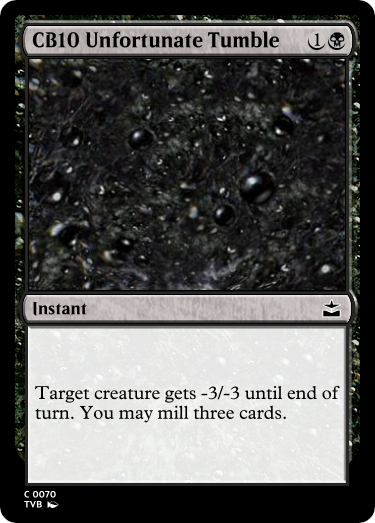 CB10 Unfortunate Tumble 1
Instant
Target creature gets -3/-3 until end of
turn. You may mill three cards.
C 0070
TVB